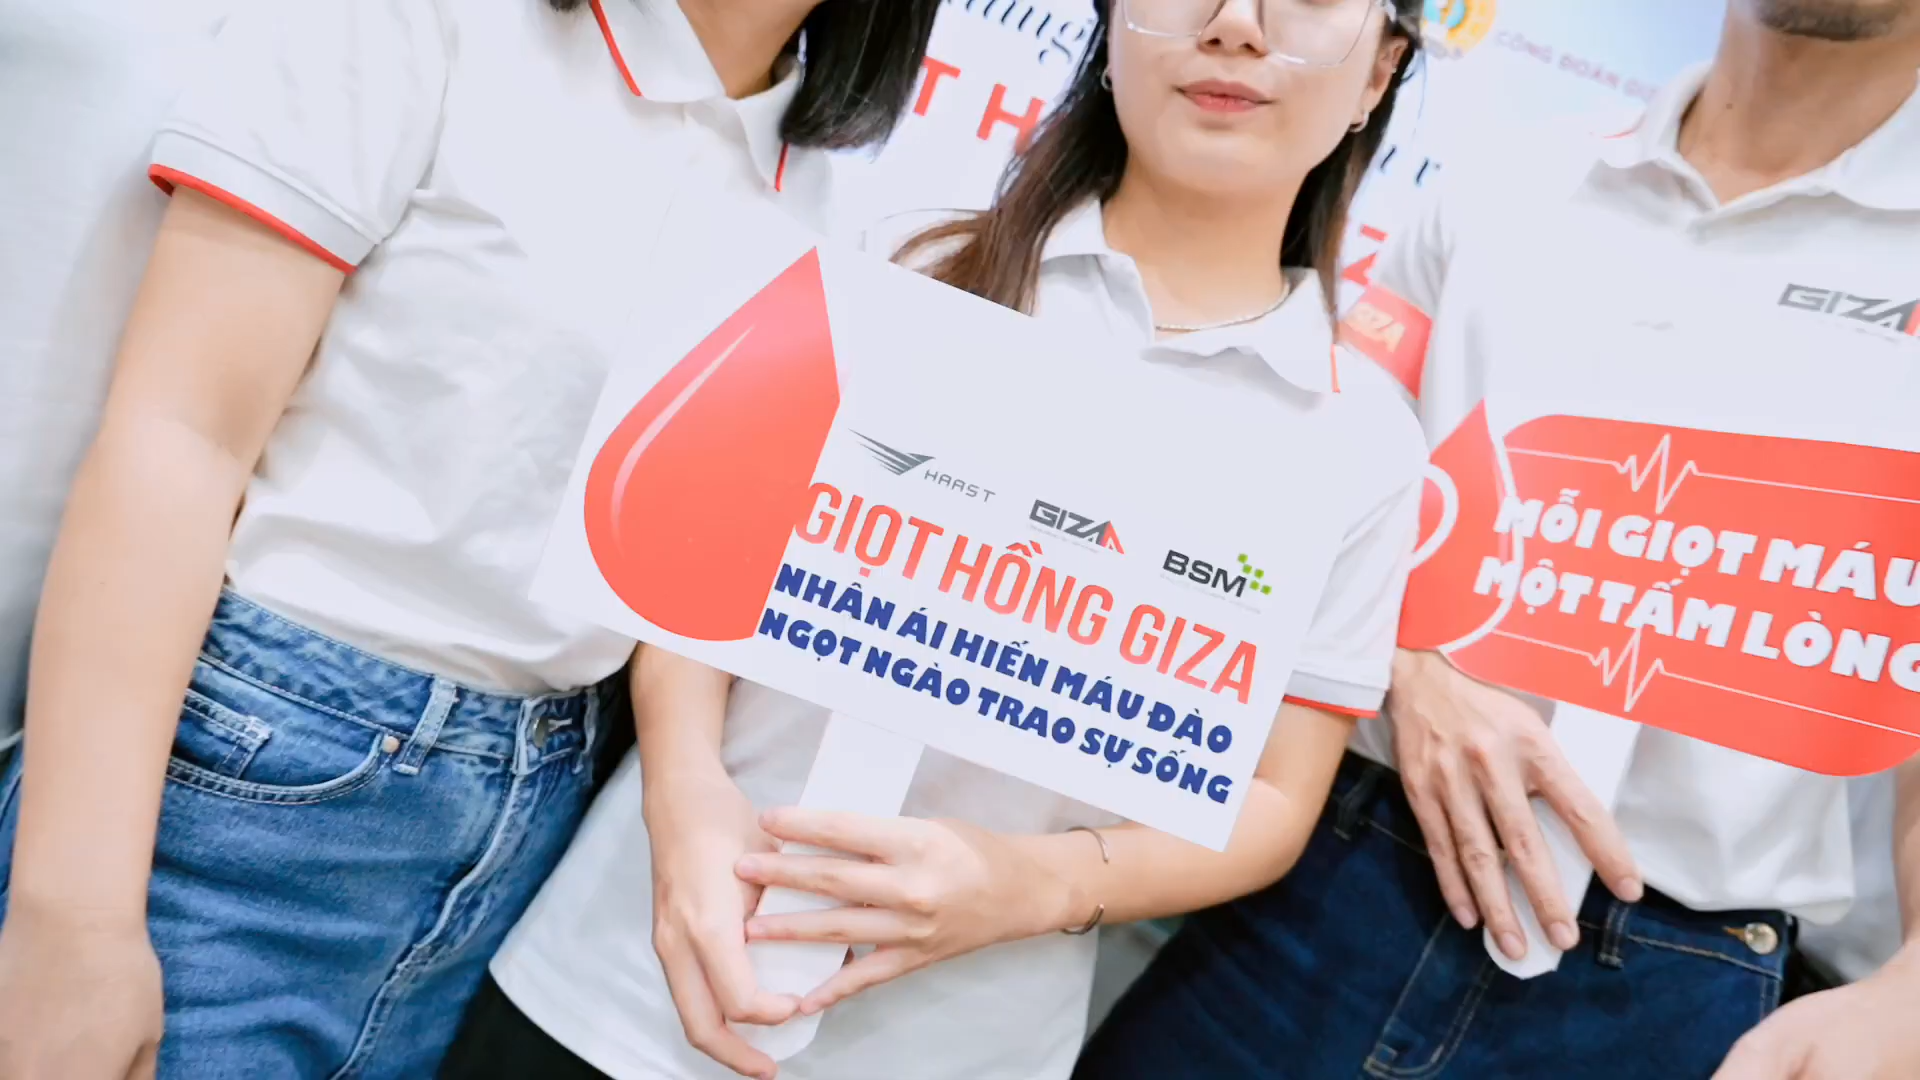 T H
CÔNG ĐOÀN
GIZA
GIZA
HAAST
GIZA
BSM
GIỌT HỒNG GIZA
NHÂN ÁI HIẾN MÁU ĐÀO
NGỌT NGÀO TRAO SỰ SỐNG
MỖI GIỌT MÁU
MỘT TẤM LÒNG